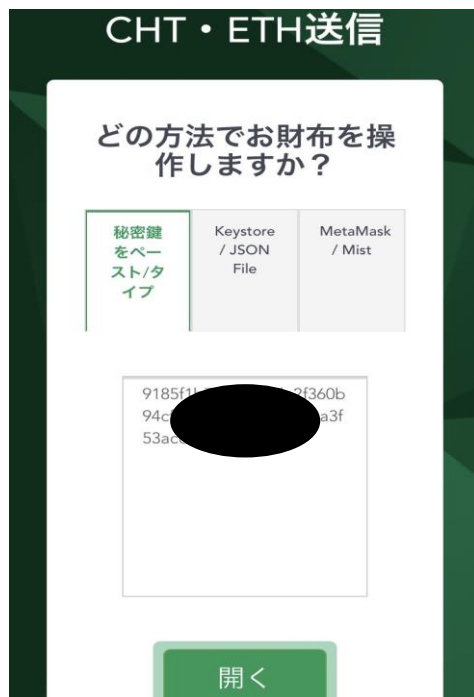 CHT・ETH送信
どの方法でお財布を操
作しますか？
秘密鍵
をペー
スト/タ
イプ
Keystore
/ JSON
File
MetaMask
/ Mist
9185f1 2f360b
94c a3f
53ac
開く